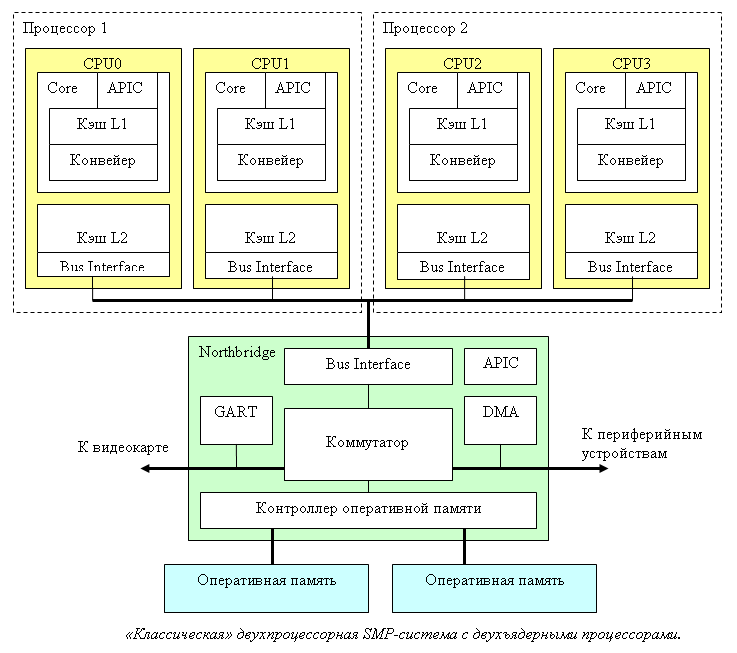 Процессор 1
Процессор 2
CPU0
CPU1
CPU2
CPU3
Core
APIC
Core
APIC
Core
APIC
Core
APIC
Кэш L1
Кэш L1
Кэш L1
Кэш L1
Конвейер
Конвейер
Конвейер
Конвейер
Кэш L2
Кэш L2
Кэш L2
Кэш L2
Bus Interface
Bus Interface
Bus Interface
Bus Interface
Northbridge
Bus Interface
APIC
GART
DMA
Коммутатор
К видеокарте
К периферийным
устройствам
Контроллер оперативной памяти
Оперативная память
Оперативная память
«Классическая» двухпроцессорная SMP-система с двухъядерными процессорами.